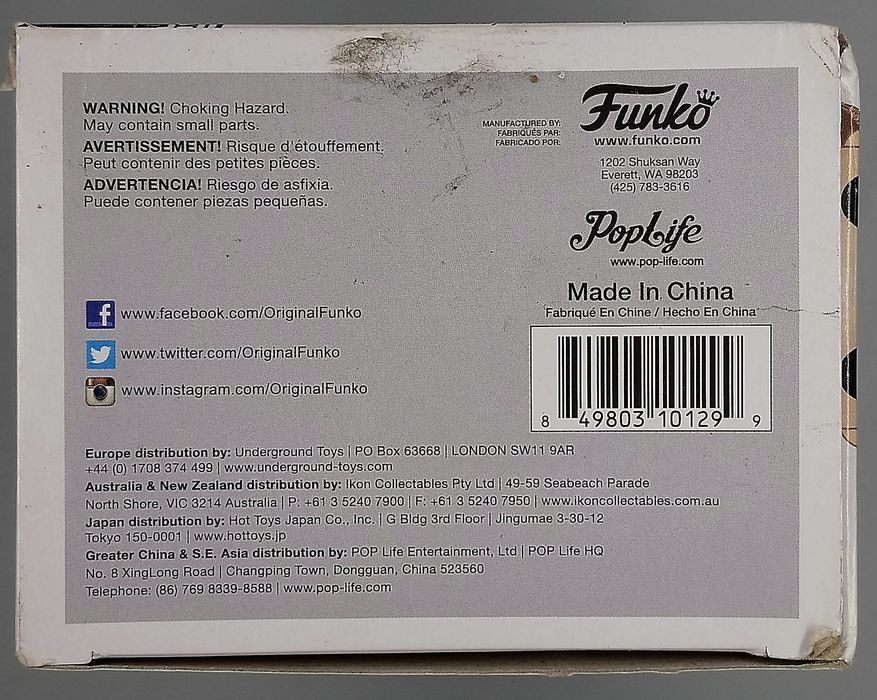 WARNING! Choking Hazard.
May contain small parts.
AVERTISSEMENT! Risque d'étouffement.
Peut contenir des petites pièces.
ADVERTENCIA! Riesgo de asfixia.
Puede contener piezas pequeñas.
MANUFACTURED BY:
FABRIQUÉS PAR:
FABRICADO POR:
Funko
www.funko.com
1202 Shuksan Way
Everett, WA 98203
(425) 783-3616
PopLife
www.pop-life.com
Made In China
Fabriqué En Chine / Hecho En China
8 49803 10129 9
f www.facebook.com/OriginalFunko
www.twitter.com/OriginalFunko
www.instagram.com/OriginalFunko
Europe distribution by: Underground Toys | PO Box 63668 | LONDON SW11 9AR
+44 (0) 1708 374 499 | www.underground-toys.com
Australia & New Zealand distribution by: Ikon Collectables Pty Ltd | 49-59 Seabeach Parade
North Shore, VIC 3214 Australia | P: +61 3 5240 7900 | F: +61 3 5240 7950 | www.ikoncollectables.com.au
Japan distribution by: Hot Toys Japan Co., Inc. | G Bldg 3rd Floor | Jingumae 3-30-12
Tokyo 150-0001 | www.hottoys.jp
Greater China & S.E. Asia distribution by: POP Life Entertainment, Ltd | POP Life HQ
No. 8 XingLong Road | Changping Town, Dongguan, China 523560
Telephone: (86) 769 8339-8588 | www.pop-life.com